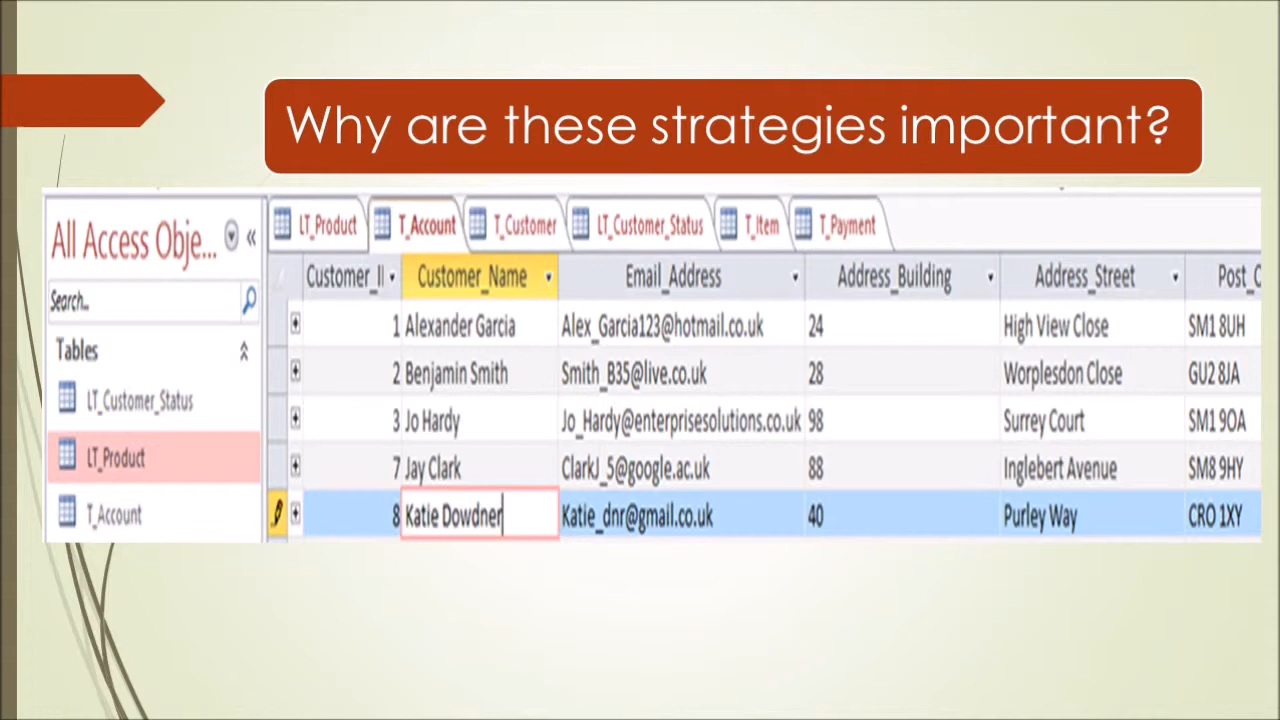 Why are these strategies important?
All Access Obje... «
Search..
Tables
LT_Customer_Status
LT_Product
T_Account
LT_Product T_Account T_Customer LT_Customer_Status T_Item T_Payment
Customer_II Customer_Name Email_Address Address_Building Address_Street Post_C
1 Alexander Garcia Alex_Garcia123@hotmail.co.uk 24 High View Close SM1 8UH
2 Benjamin Smith Smith_B35@live.co.uk 28 Worplesdon Close GU2 8JA
3 Jo Hardy Jo_Hardy@enterprisesolutions.co.uk 98 Surrey Court SM1 9OA
7 Jay Clark ClarkJ_5@google.ac.uk 88 Inglebert Avenue SM8 9HY
8 Katie Dowdner Katie_dnr@gmail.co.uk 40 Purley Way CRO 1XY